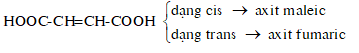 dạng cis → axit maleic
HOOC-CH=CH-COOH
dạng trans → axit fumaric